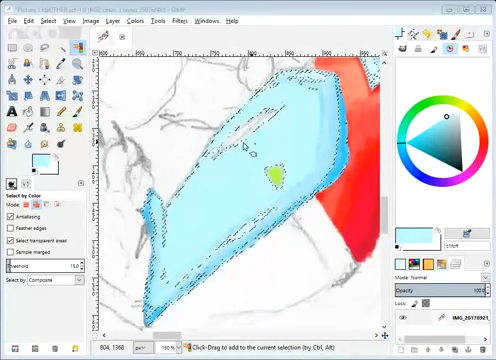 File Edit Select View Image Layer Colors Tools Filters Windows Help
Select by Color
Mode:
Antialiasing
Feather edges
Select transparent areas
Sample merged
Threshold 15.0
Select by: Composite
804, 1368 px 150 % Click-Drag to add to the current selection (try Ctrl, Alt)
c1fcff
Mode: Normal
Opacity 100.0
Lock:
IMG_20170921_